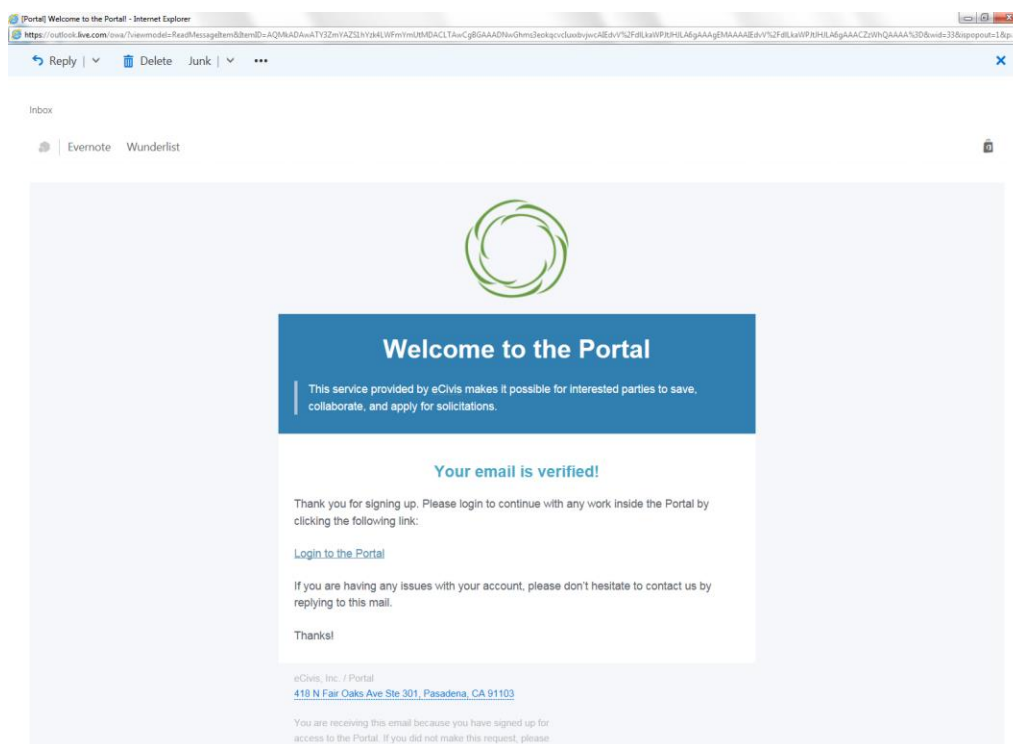 [Portal] Welcome to the Portal! - Internet Explorer
Reply
Delete Junk
Inbox
Evernote Wunderlist
Welcome to the Portal
This service provided by eCivis makes it possible for interested parties to save,
collaborate, and apply for solicitations.
Your email is verified!
Thank you for signing up. Please login to continue with any work inside the Portal by
clicking the following link:
Login to the Portal
If you are having any issues with your account, please don't hesitate to contact us by
replying to this mail.
Thanks!
eCivis, Inc. / Portal
418 N Fair Oaks Ave Ste 301, Pasadena, CA 91103
You are receiving this email because you have signed up for
access to the Portal. If you did not make this request, please